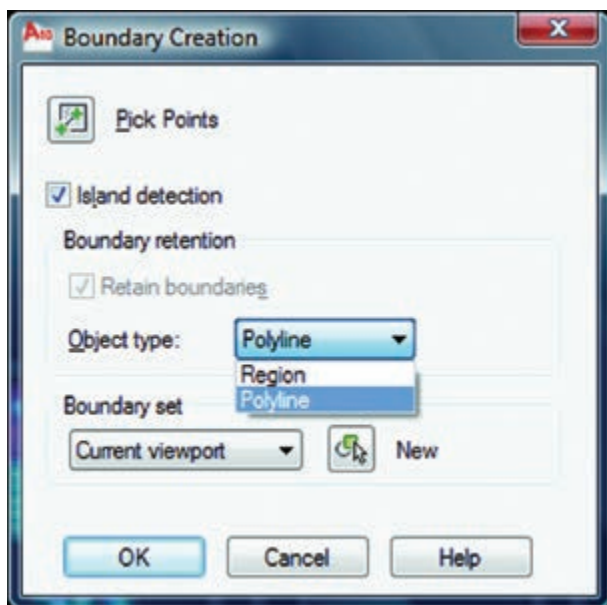 Boundary Creation
Pick Points
Island detection
Boundary retention
Retain boundaries
Object type: Polyline
Region
Polyline
Boundary set
Current viewport New
OK Cancel Help